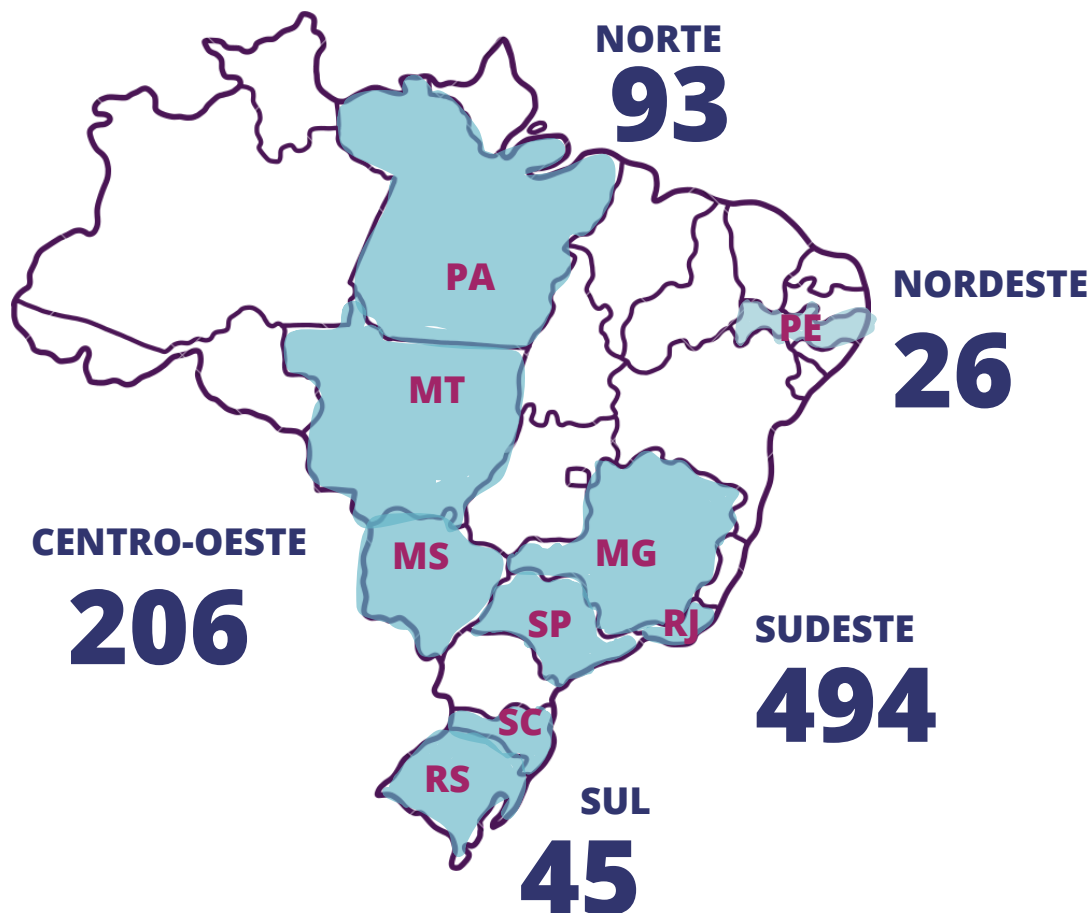 NORTE
93
PA
NORDESTE
26
PE
MT
CENTRO-OESTE
206
MS
MG
SP
RJ
SUDESTE
494
SC
RS
SUL
45